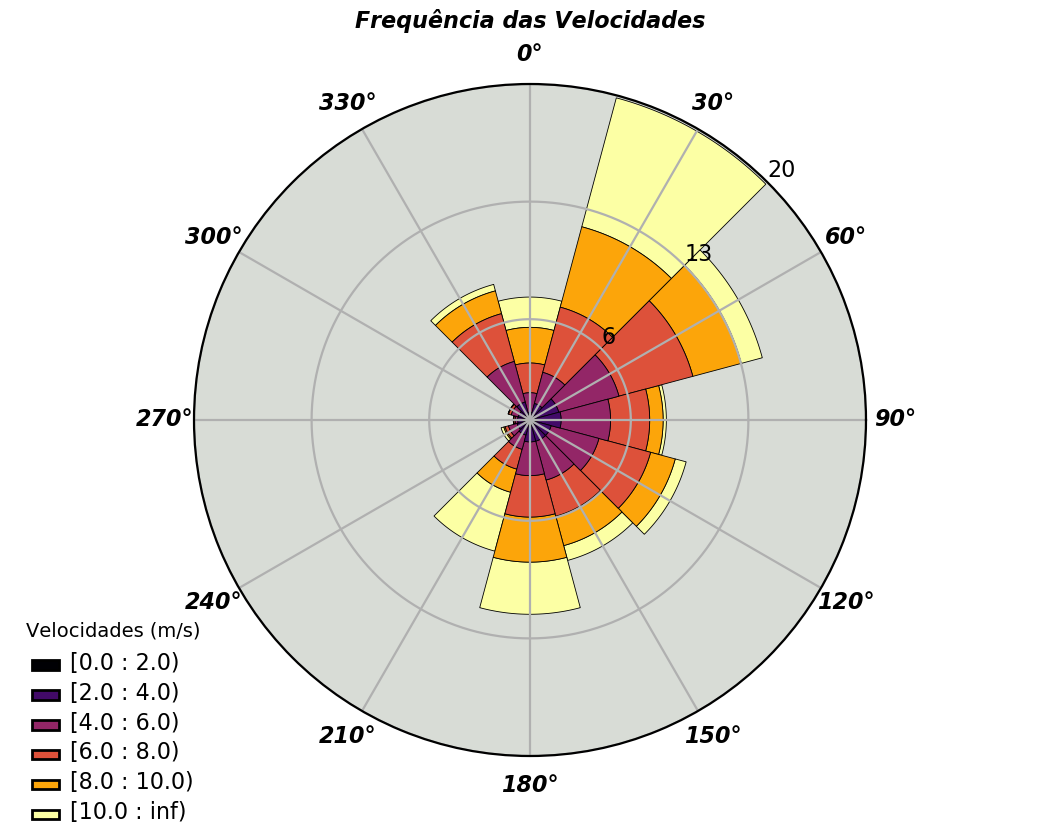 Frequência das Velocidades
0°
330°
30°
20
300°
60°
13
6
270°
90°
240°
120°
210°
150°
180°
Velocidades (m/s)
[0.0 : 2.0)
[2.0 : 4.0)
[4.0 : 6.0)
[6.0 : 8.0)
[8.0 : 10.0)
[10.0 : inf)